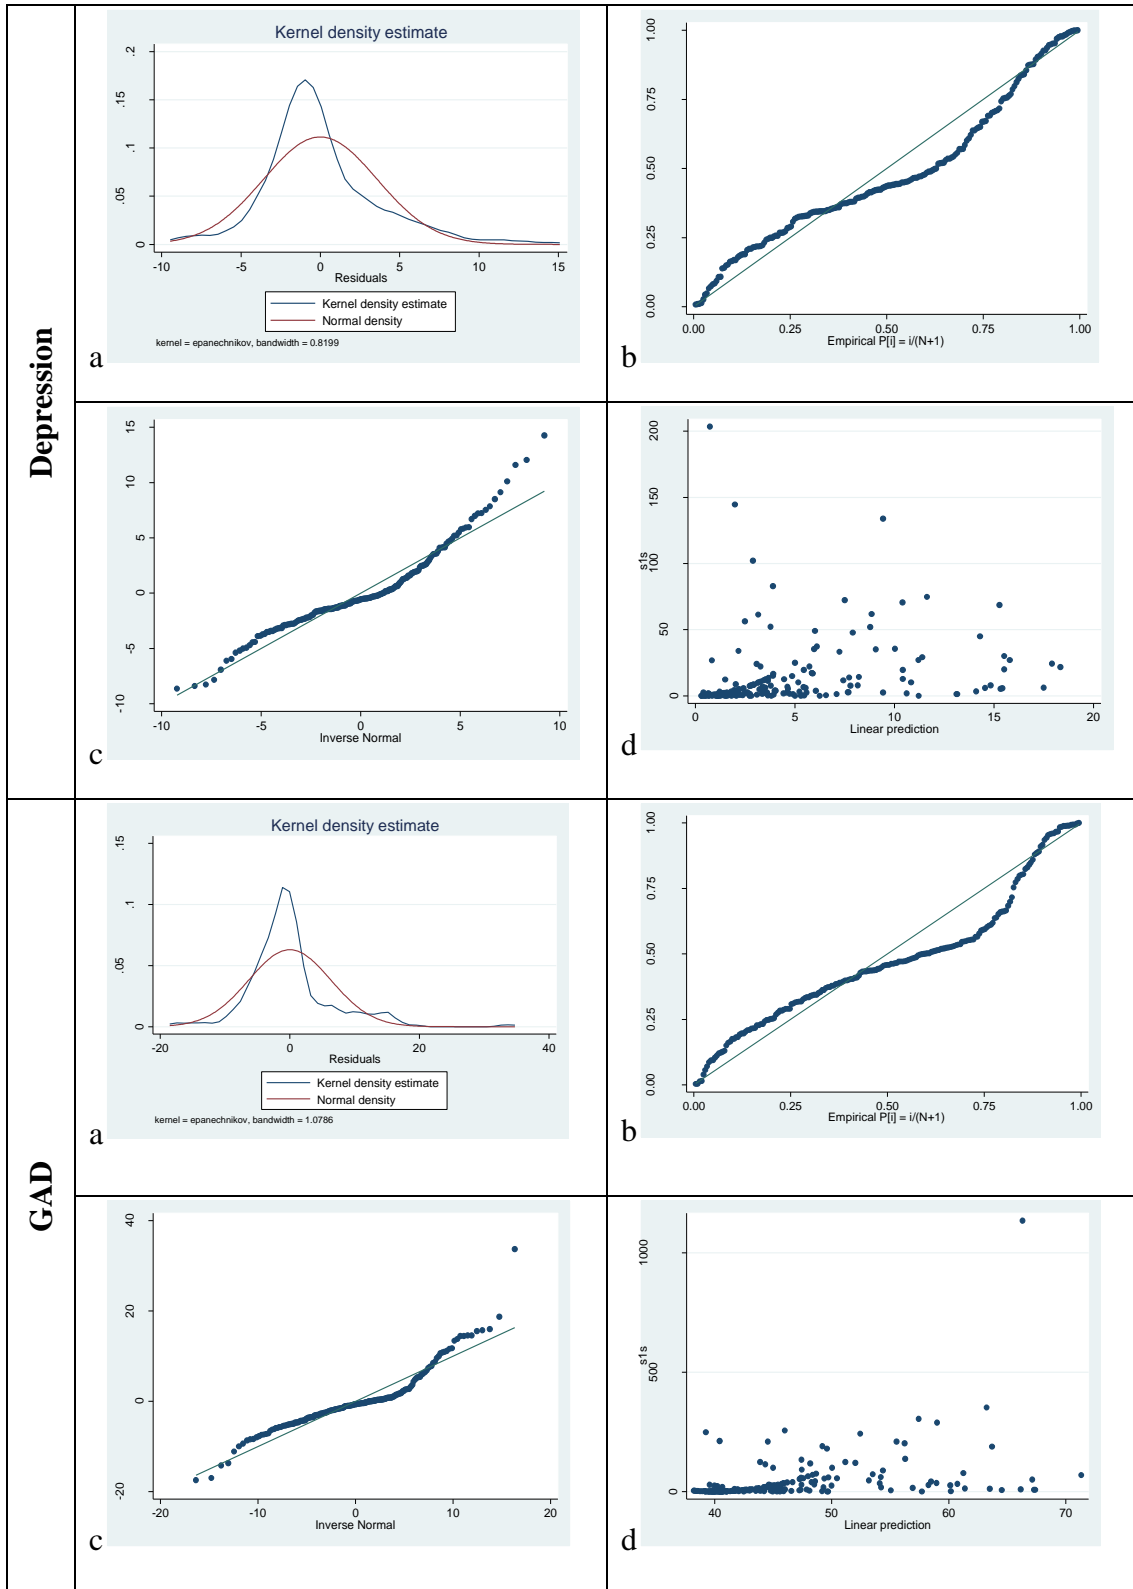 Depression
Kernel density estimate
.2
.15
.1
.05
0
-10 -5 0 5 10 15
Residuals
Kernel density estimate
Normal density
kernel = epanechnikov, bandwidth = 0.8199
a
1.00
0.75
0.50
0.25
0.00
0.00 0.25 0.50 0.75 1.00
Empirical P[i] = i/(N+1)
b
15
10
5
0
-5
-10
-10 -5 0 5 10
Inverse Normal
c
200
150
100
50
0
s1s
0 5 10 15 20
Linear prediction
d
GAD
Kernel density estimate
.15
.1
.05
0
-20 0 20 40
Residuals
Kernel density estimate
Normal density
kernel = epanechnikov, bandwidth = 1.0786
a
1.00
0.75
0.50
0.25
0.00
0.00 0.25 0.50 0.75 1.00
Empirical P[i] = i/(N+1)
b
40
20
0
-20
-20 -10 0 10 20
Inverse Normal
c
1000
500
0
s1s
40 50 60 70
Linear prediction
d